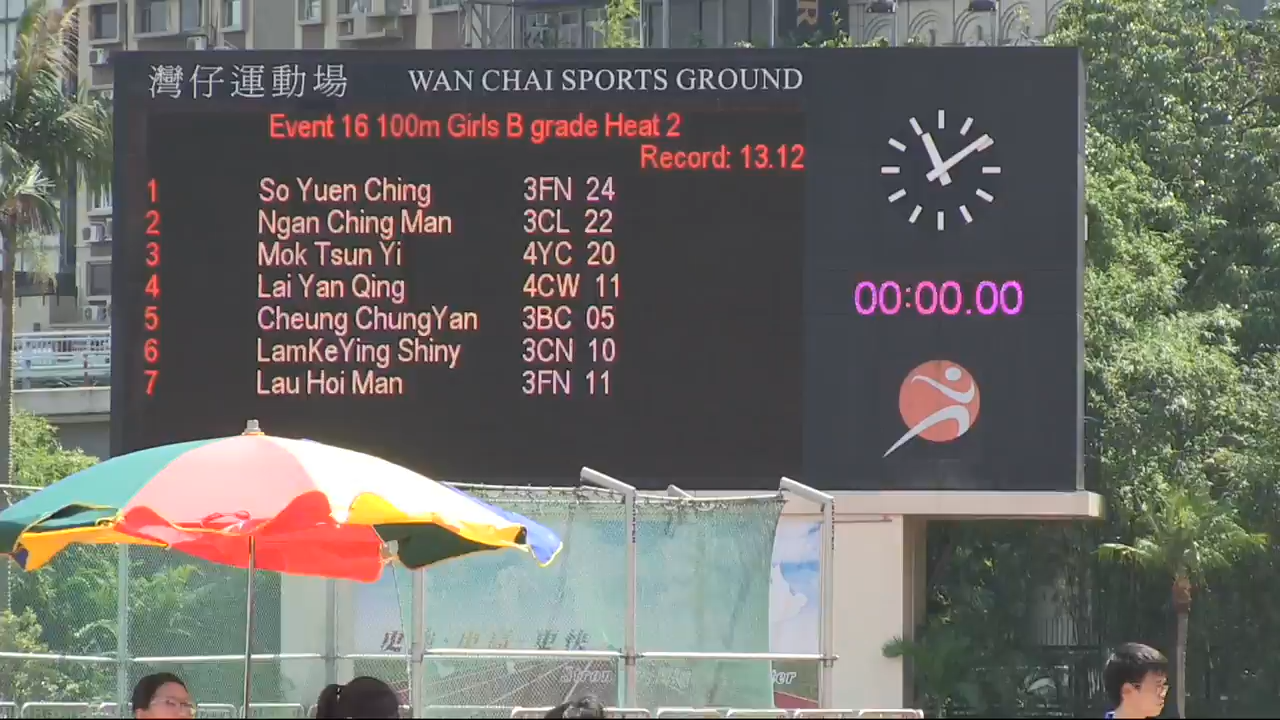 灣仔運動場 WAN CHAI SPORTS GROUND
Event 16 100m Girls B grade Heat 2
Record: 13.12
1 So Yuen Ching 3FN 24
2 Ngan Ching Man 3CL 22
3 Mok Tsun Yi 4YC 20
4 Lai Yan Qing 4CW 11
5 Cheung ChungYan 3BC 05
6 LamKeYing Shiny 3CN 10
7 Lau Hoi Man 3FN 11
00:00.00
更快